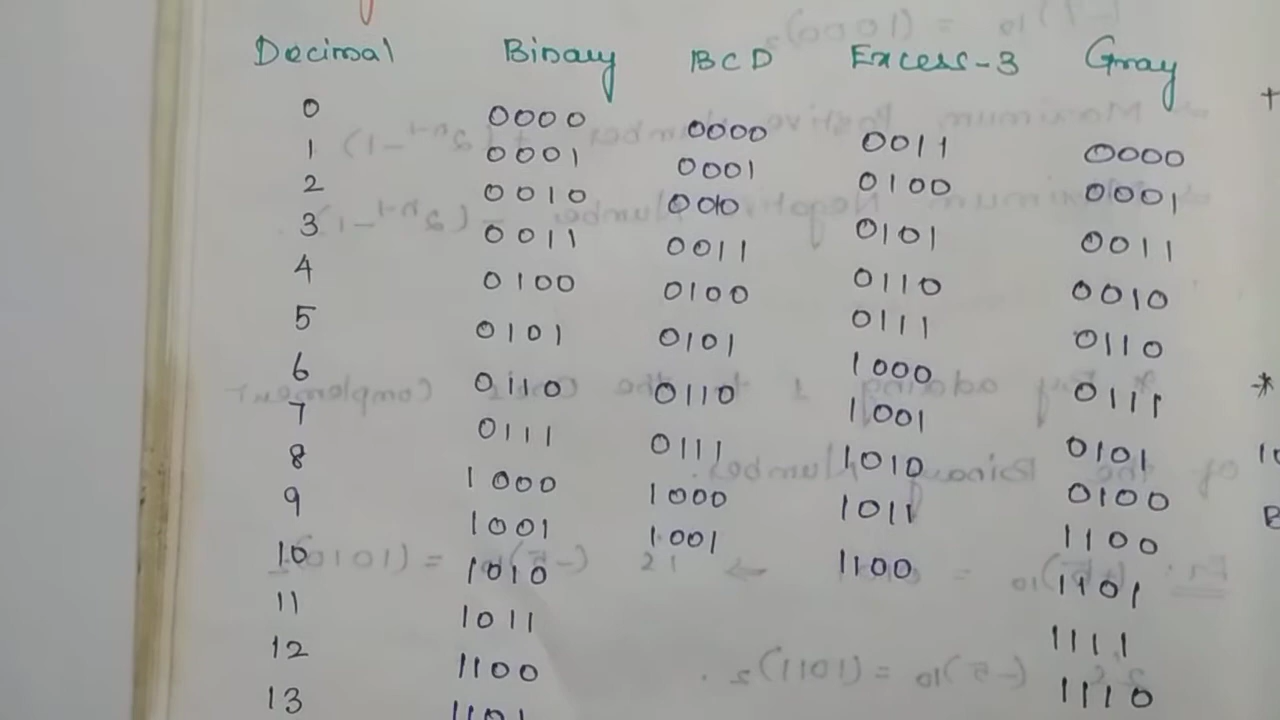 Decimal Binary BCD Excess-3 Gray
0 0000 0000 0011 0000
1 0001 0001 0100 0001
2 0010 0010 0101 0011
3 0011 0011 0110 0010
4 0100 0100 0111 0110
5 0101 0101 1000 0111
6 0110 0110 1001 0101
7 0111 0111 1010 0100
8 1000 1000 1011 1100
9 1001 1001 1100 1101
10 1010 1111
11 1011 1110
12 1100
13 1101